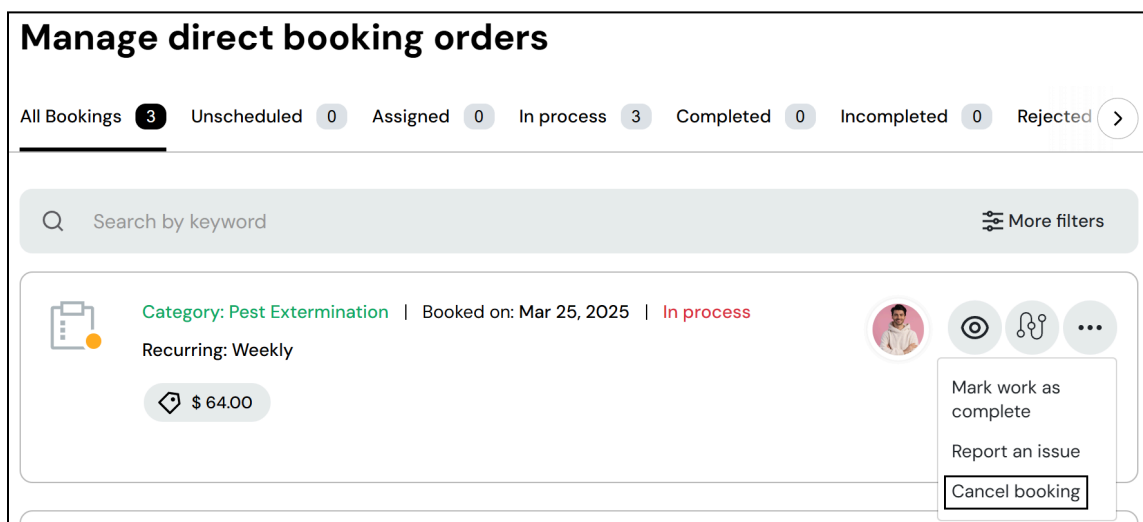 Manage direct booking orders
All Bookings 3 Unscheduled 0 Assigned 0 In process 3 Completed 0 Incompleted 0 Rejected
Search by keyword More filters
Category: Pest Extermination | Booked on: Mar 25, 2025 | In process
Recurring: Weekly
$ 64.00
Mark work as
complete
Report an issue
Cancel booking